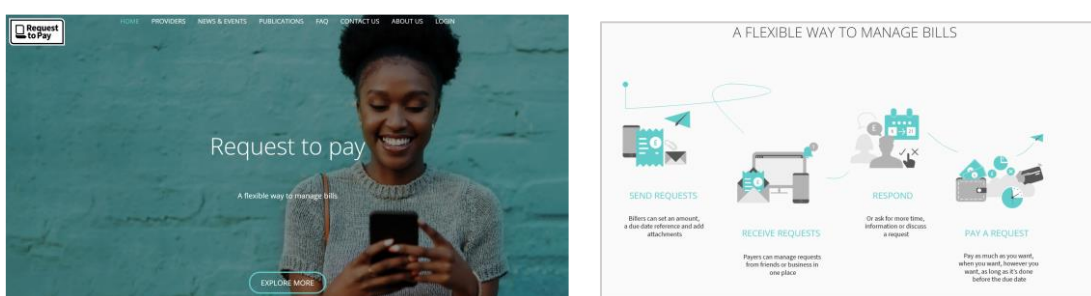 Request
to Pay
HOME PROVIDERS NEWS & EVENTS PUBLICATIONS FAQ CONTACT US ABOUT US LOGIN
Request to pay
A flexible way to manage bills
EXPLORE MORE
A FLEXIBLE WAY TO MANAGE BILLS
SEND REQUESTS
Billers can set an amount,
a due date reference and add
attachments
RECEIVE REQUESTS
Payers can manage requests
from friends or business in
one place
RESPOND
Or ask for more time,
information or discuss
a request
PAY A REQUEST
Pay as much as you want,
when you want, however you
want, as long as it's done
before the due date